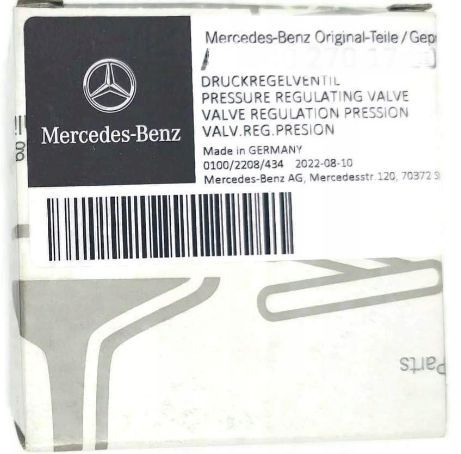 Mercedes-Benz
Mercedes-Benz Original-Teile /
DRUCKREGELVENTIL
PRESSURE REGULATING VALVE
VALVE REGULATION PRESSION
VALV.REG.PRESION
Made in GERMANY
0100/2208/434 2022-08-10
Mercedes-Benz AG, Mercedesstr.120, 70372
Parts